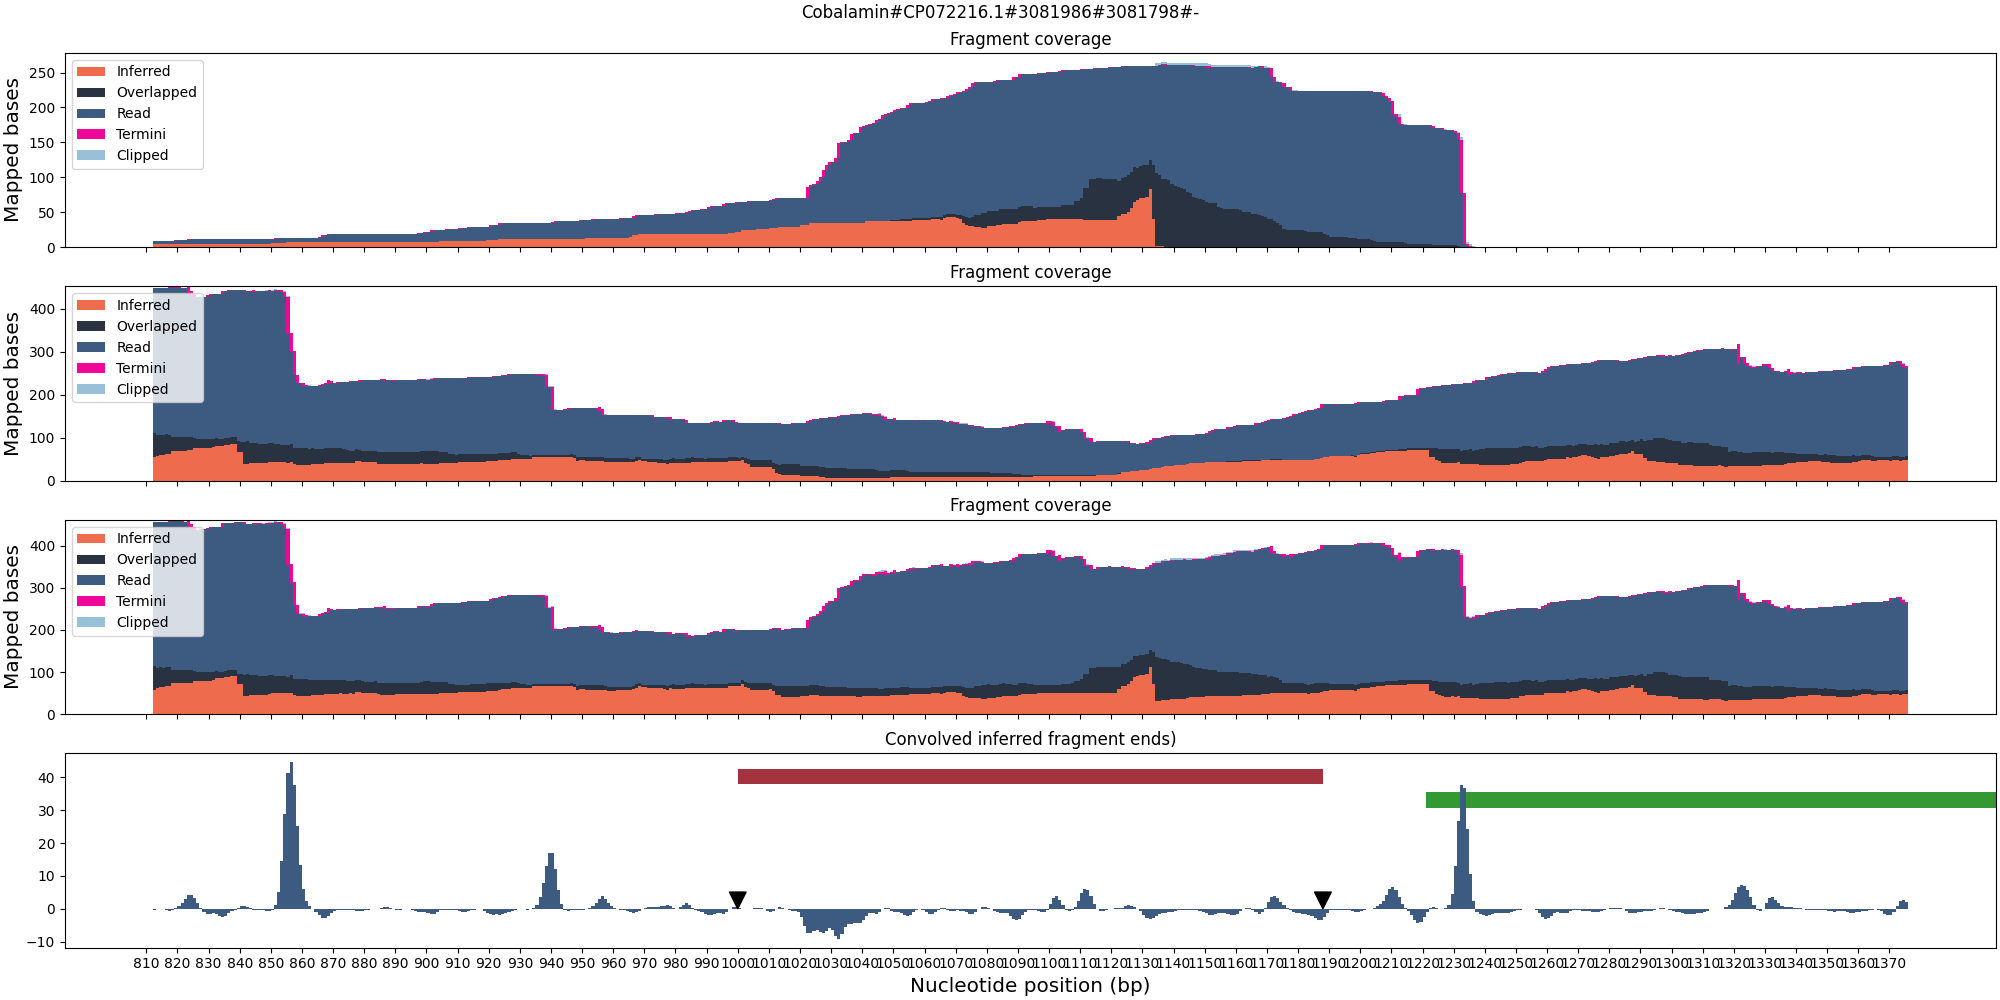 Cobalamin#CP072216.1#3081986#3081798#-
Fragment coverage
Mapped bases
250
200
150
100
50
0
Inferred
Overlapped
Read
Termini
Clipped
Fragment coverage
Mapped bases
400
300
200
100
0
Inferred
Overlapped
Read
Termini
Clipped
Fragment coverage
Mapped bases
400
300
200
100
0
Inferred
Overlapped
Read
Termini
Clipped
Convolved inferred fragment ends)
40
30
20
10
0
−10
810 820 830 840 850 860 870 880 890 900 910 920 930 940 950 960 970 980 990 1000 1010 1020 1030 1040 1050 1060 1070 1080 1090 1100 1110 1120 1130 1140 1150 1160 1170 1180 1190 1200 1210 1220 1230 1240 1250 1260 1270 1280 1290 1300 1310 1320 1330 1340 1350 1360 1370
Nucleotide position (bp)